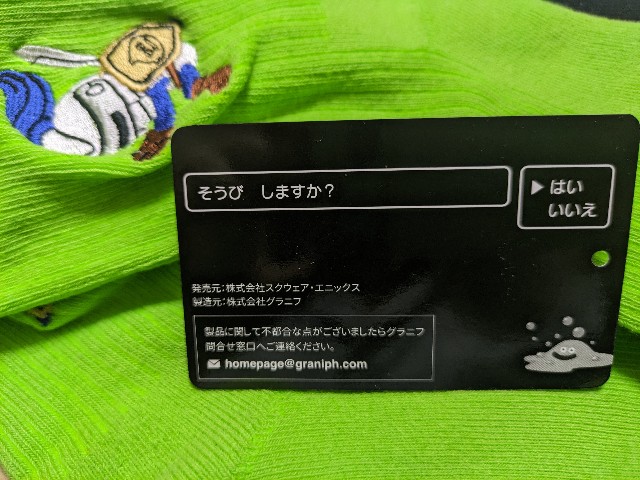 そうび しますか?
▶はい
いいえ
発売元:株式会社スクウェア・エニックス
製造元:株式会社グラニフ
製品に関して不都合な点がございましたらグラニフ
問合せ窓口へご連絡ください。
homepage@graniph.com